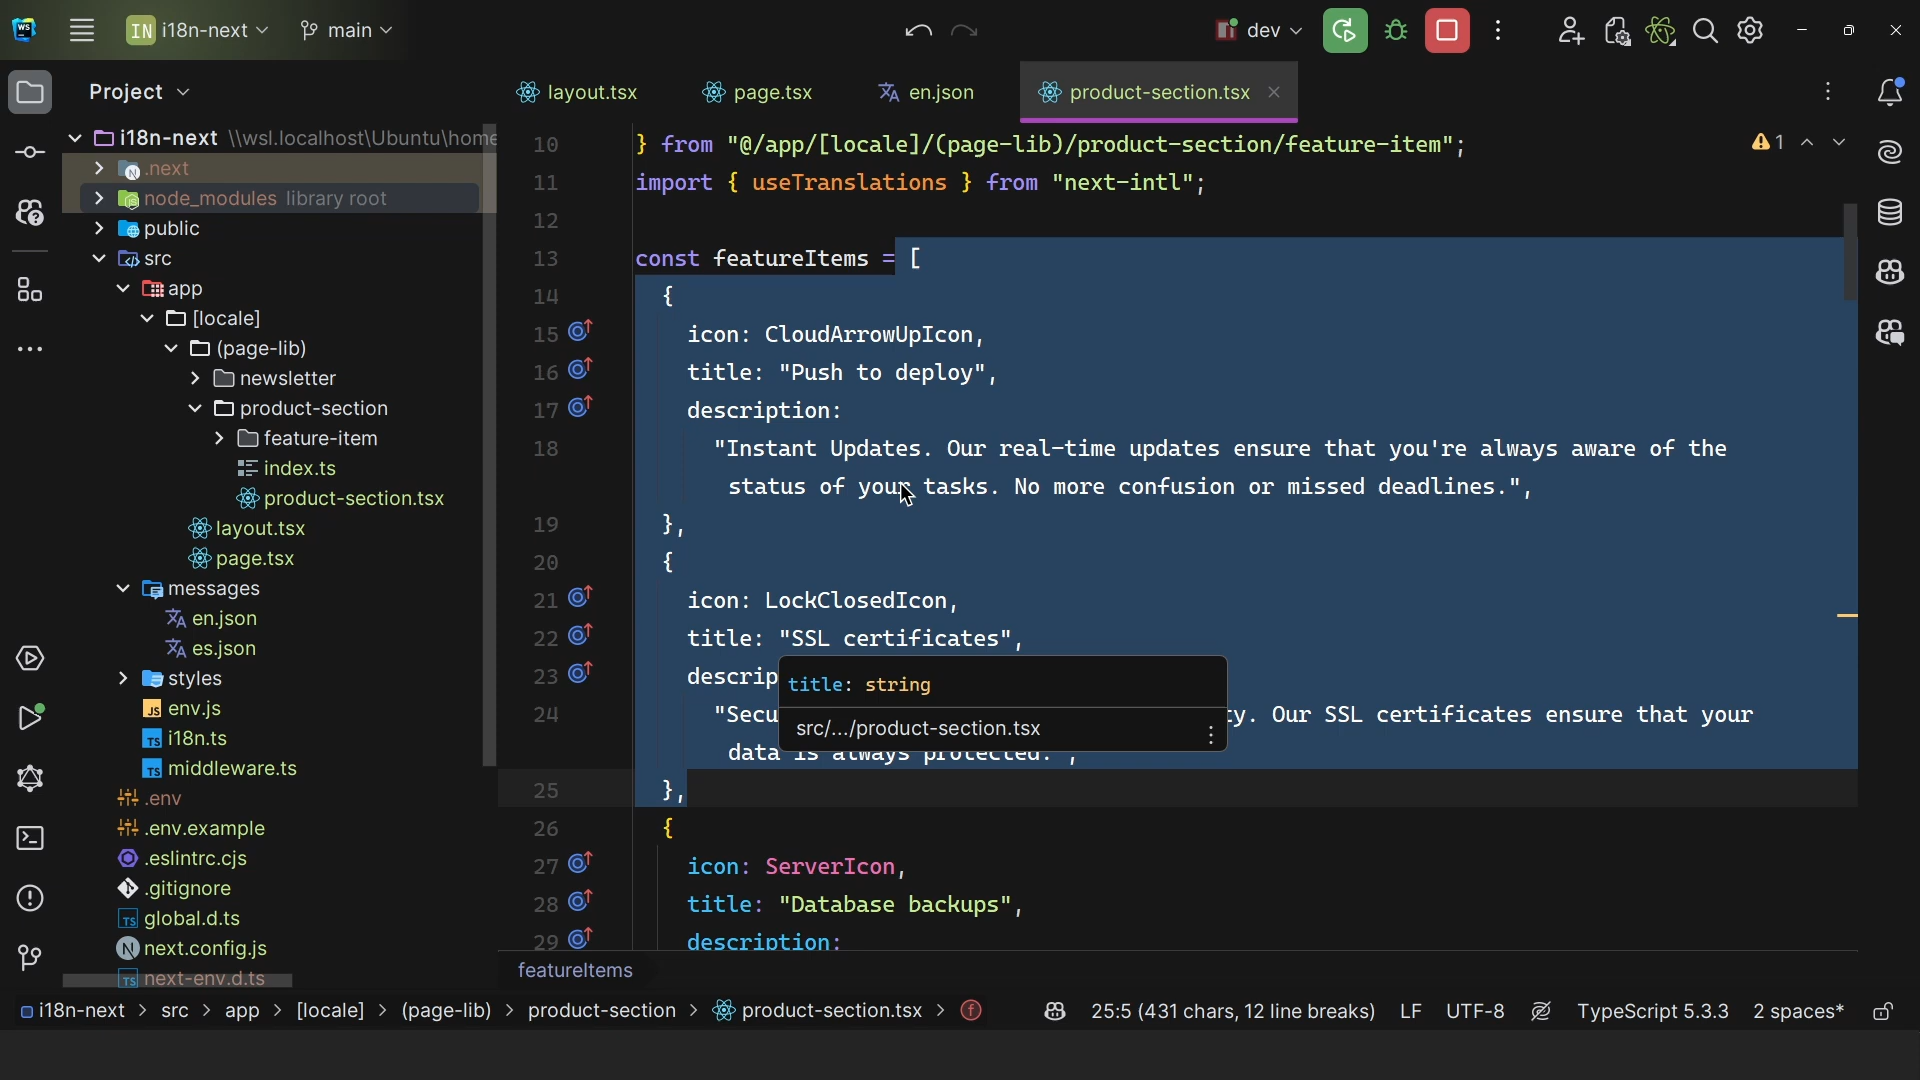 WS
IN i18n-next
main
dev
Project
layout.tsx
page.tsx
en.json
product-section.tsx
i18n-next \\wsl.localhost\Ubuntu\home
.next
node_modules library root
public
src
app
[locale]
(page-lib)
newsletter
product-section
feature-item
index.ts
product-section.tsx
layout.tsx
page.tsx
messages
en.json
es.json
styles
env.js
i18n.ts
middleware.ts
.env
.env.example
.eslintrc.cjs
.gitignore
global.d.ts
next.config.js
next-env.d.ts
10 } from "@/app/[locale]/(page-lib)/product-section/feature-item";
1
11 import { useTranslations } from "next-intl";
12
13 const featureItems = [
14 {
15 icon: CloudArrowUpIcon,
16 title: "Push to deploy",
17 description:
18 "Instant Updates. Our real-time updates ensure that you're always aware of the
status of your tasks. No more confusion or missed deadlines.",
19 },
20 {
21 icon: LockClosedIcon,
22 title: "SSL certificates",
23 descrip
title: string
24 "Secu
ty. Our SSL certificates ensure that your
src/.../product-section.tsx
data is always protected.",
25 },
26 {
27 icon: ServerIcon,
28 title: "Database backups",
29 description:
featureItems
i18n-next > src > app > [locale] > (page-lib) > product-section > product-section.tsx > f
25:5 (431 chars, 12 line breaks) LF UTF-8 TypeScript 5.3.3 2 spaces*